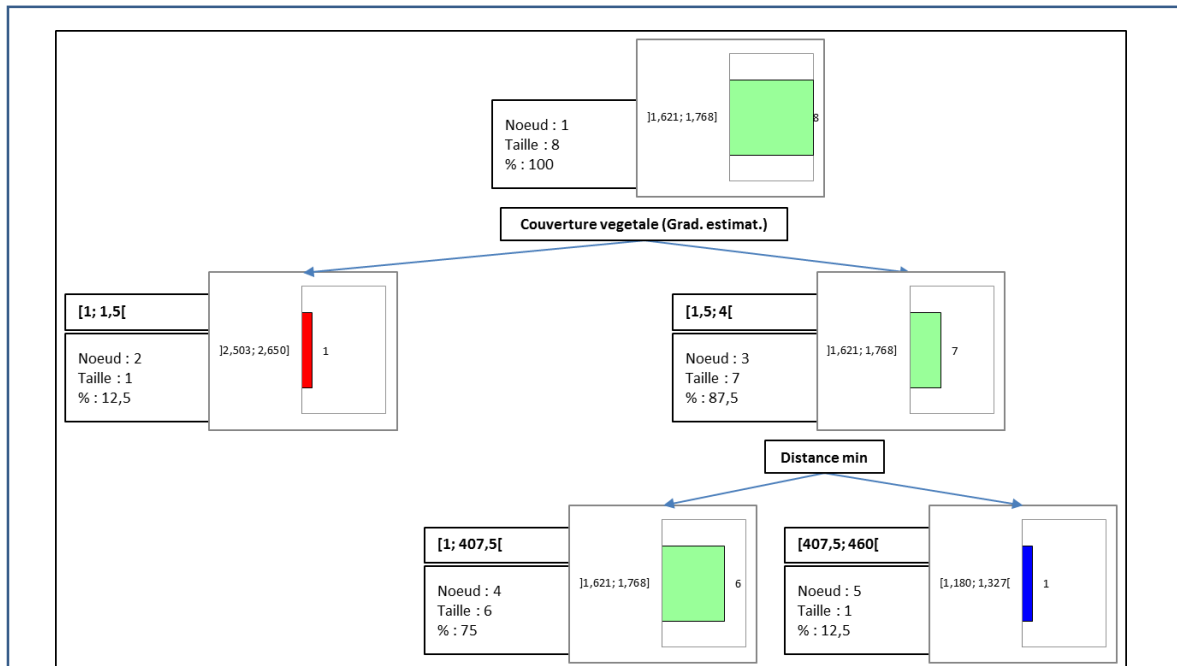 ]1,621; 1,768]
8
Noeud : 1
Taille : 8
% : 100
Couverture vegetale (Grad. estimat.)
[1; 1,5[
Noeud : 2
Taille : 1
% : 12,5
]2,503; 2,650]
1
[1,5; 4[
Noeud : 3
Taille : 7
% : 87,5
]1,621; 1,768]
7
Distance min
[1; 407,5[
Noeud : 4
Taille : 6
% : 75
]1,621; 1,768]
6
[407,5; 460[
Noeud : 5
Taille : 1
% : 12,5
[1,180; 1,327[
1